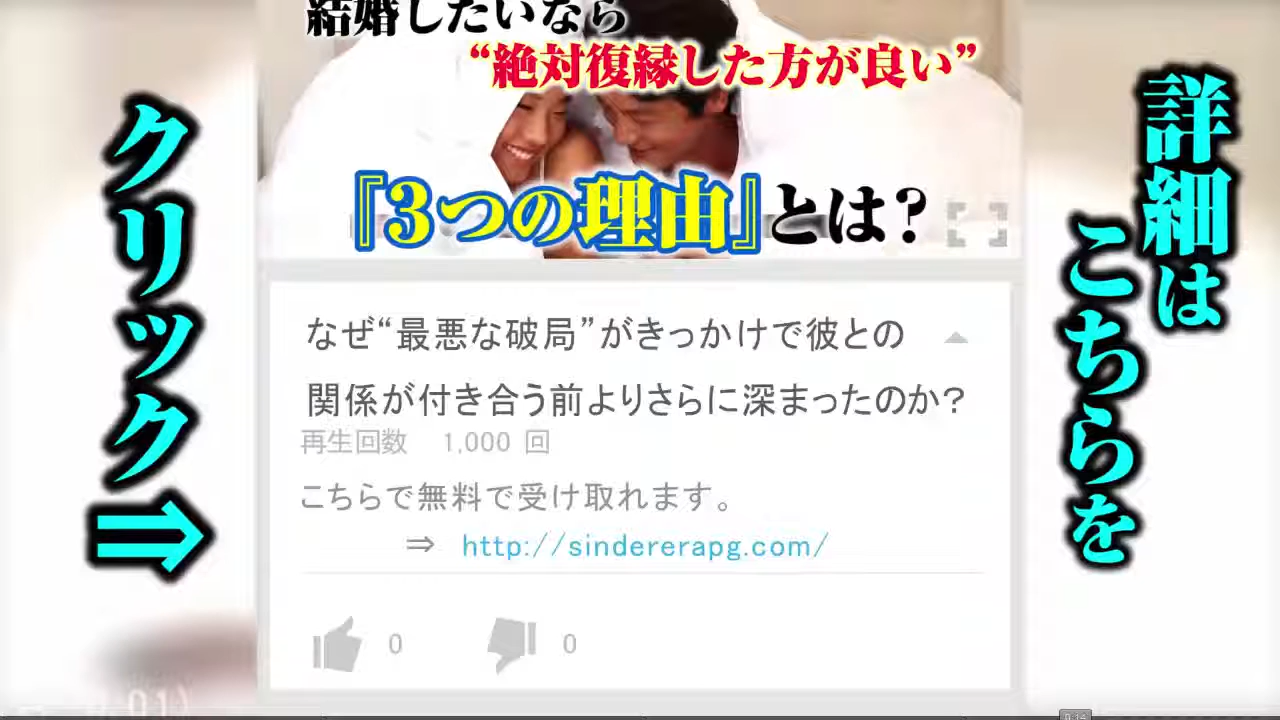 結婚したいなら
“絶対復縁した方が良い”
『3つの理由』とは?
詳細は
こちらを
クリック⇒
なぜ“最悪な破局”がきっかけで彼との
関係が付き合う前よりさらに深まったのか?
再生回数 1,000 回
こちらで無料で受け取れます。
⇒ http://sindererapg.com/
0 0